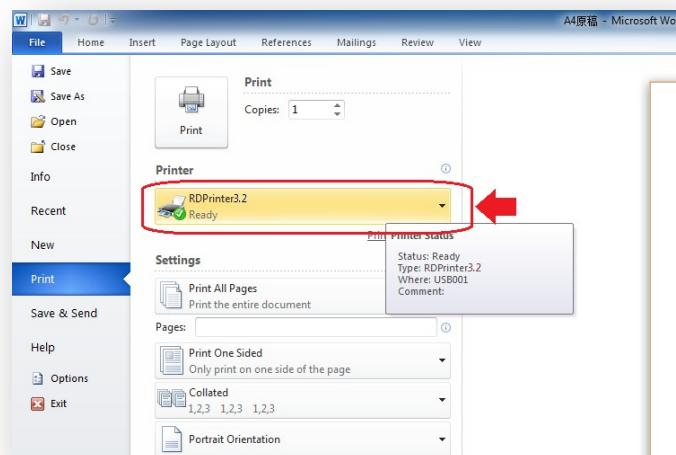 A4原稿 - Microsoft Wo
File Home Insert Page Layout References Mailings Review View
Save
Save As
Open
Close
Info
Recent
New
Print
Save & Send
Help
Options
Exit
Print
Print
Copies: 1
Printer
RDPrinter3.2
Ready
Printer Status
Status: Ready
Type: RDPrinter3.2
Where: USB001
Comment:
Settings
Print All Pages
Print the entire document
Pages:
Print One Sided
Only print on one side of the page
Collated
1,2,3 1,2,3 1,2,3
Portrait Orientation